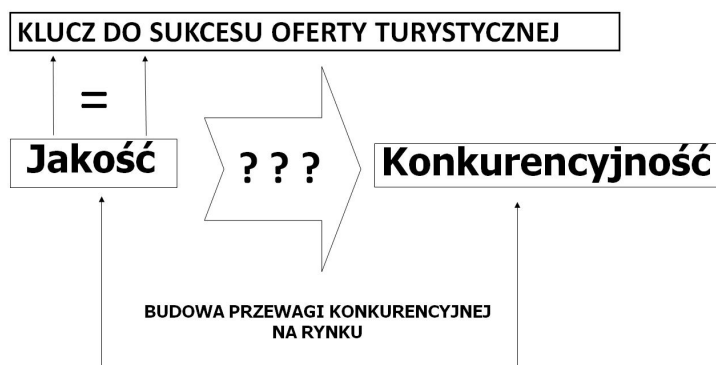 KLUCZ DO SUKCESU OFERTY TURYSTYCZNEJ
=
Jakość
? ? ?
Konkurencyjność
BUDOWA PRZEWAGI KONKURENCYJNEJ
NA RYNKU